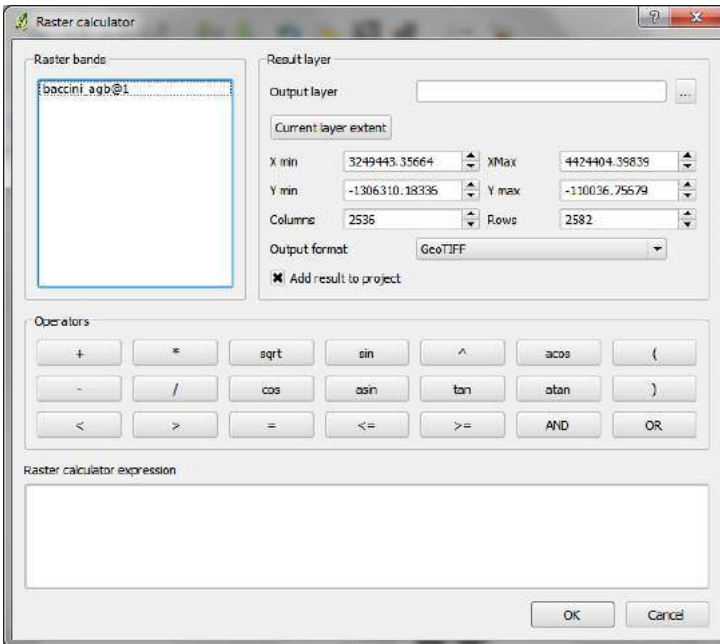 Raster calculator
Raster bands
baccini_agb@1
Result layer
Output layer
...
Current layer extent
X min 3249443.35664 XMax 4424404.39839
Y min -1306310.18336 Y max -110036.75679
Columns 2536 Rows 2582
Output format GeoTIFF
Add result to project
Operators
+ * sqrt sin ^ acos (
- / cos asin tan atan )
< > = <= >= AND OR
Raster calculator expression
OK Cancel